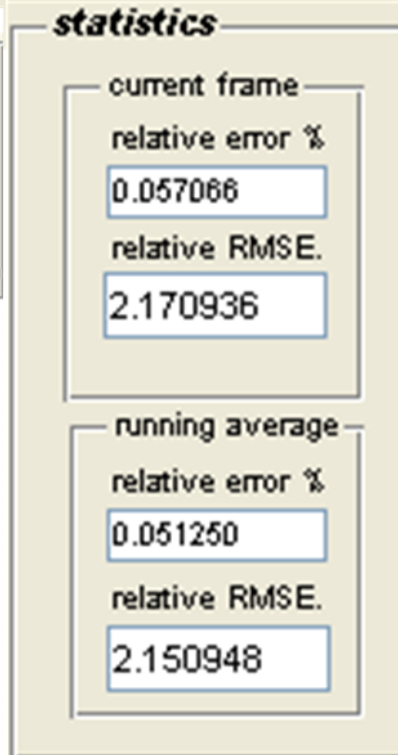 statistics
current frame
relative error %
0.057066
relative RMSE.
2.170936
running average
relative error %
0.051250
relative RMSE.
2.150948